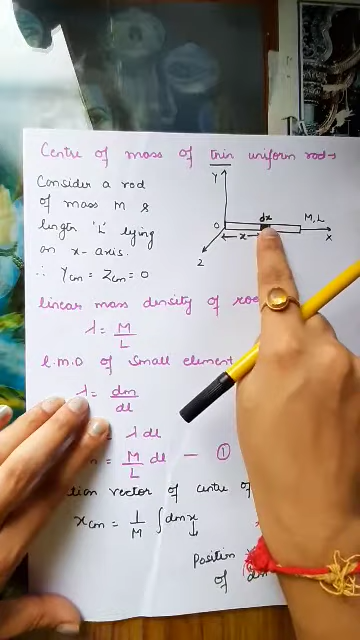 Centre of mass of thin uniform rod→
Consider a rod
of mass M &
length 'L' lying
on x-axis.
∴ Ycm = Zcm = 0
Y
O
Z
X
dx
x
M, L
linear mass density of rod
λ = M/L
l.m.D of small element
λ = dm/dl
= λ dl
= M/L dl — ①
vector of centre of
xcm = 1/M ∫ dm x
Position
of dm